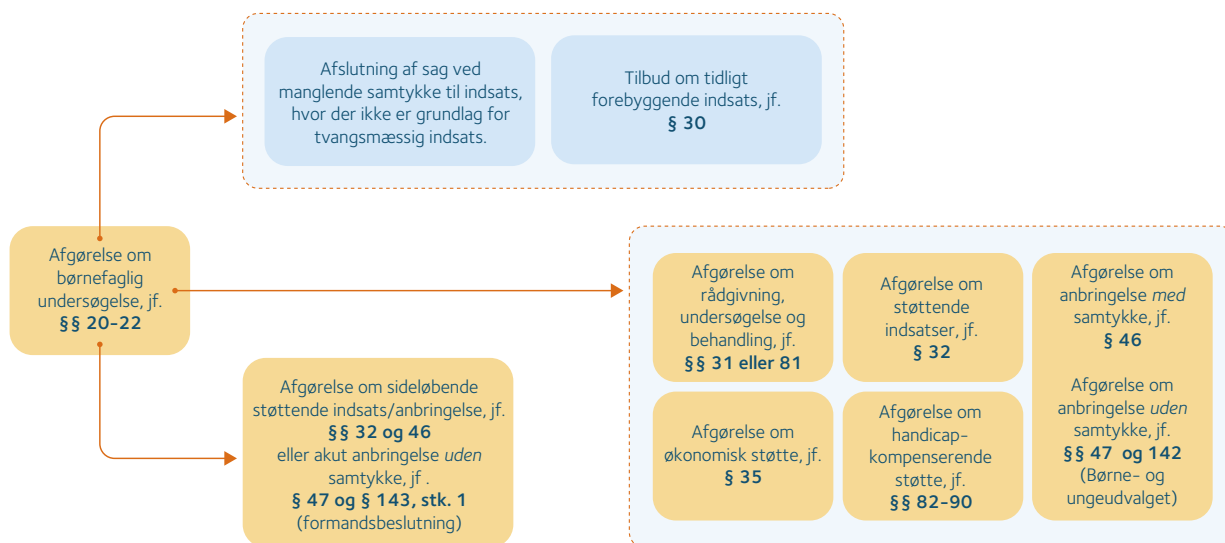 Afslutning af sag ved
manglende samtykke til indsats,
hvor der ikke er grundlag for
tvangsmæssig indsats.
Tilbud om tidligt
forebyggende indsats, jf.
§ 30
Afgørelse om
børnefaglig
undersøgelse, jf.
§§ 20-22
Afgørelse om
rådgivning,
undersøgelse og
behandling, jf.
§§ 31 eller 81
Afgørelse om
støttende
indsatser, jf.
§ 32
Afgørelse om
anbringelse med
samtykke, jf.
§ 46
Afgørelse om
anbringelse uden
samtykke, jf.
§§ 47 og 142
(Børne- og
ungeudvalget)
Afgørelse om sideløbende
støttende indsats/anbringelse, jf.
§§ 32 og 46
eller akut anbringelse uden
samtykke, jf .
§ 47 og § 143, stk. 1
(formandsbeslutning)
Afgørelse om
økonomisk støtte, jf.
§ 35
Afgørelse om
handicap-
kompenserende
støtte, jf.
§§ 82-90